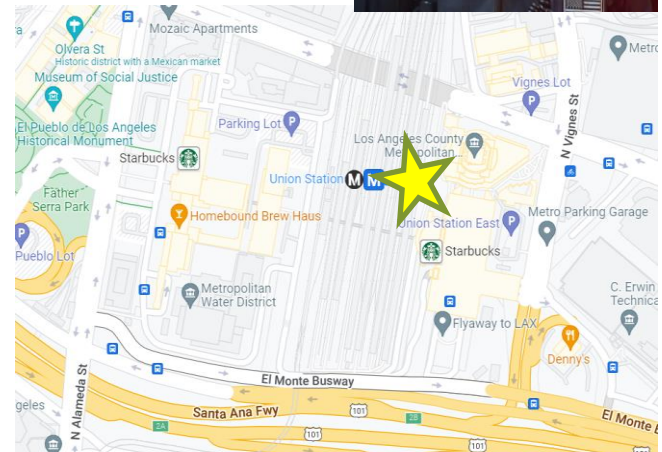 Mozaic Apartments
Olvera St
Historic district with a Mexican market
Museum of Social Justice
Metro
Vignes Lot
P
N Vignes St
El Pueblo de Los Angeles
Historical Monument
Parking Lot
P
Los Angeles County
Metropolitan
Starbucks
Union Station
M
M
Father
Serra Park
Homebound Brew Haus
Union Station East
P
Metro Parking Garage
P
Pueblo Lot
Starbucks
Metropolitan
Water District
C. Erwin
Technica
Flyaway to LAX
Denny's
El Monte Busway
N Alameda St
geles
Santa Ana Fwy
101
2B
El Monte
2A
101
101